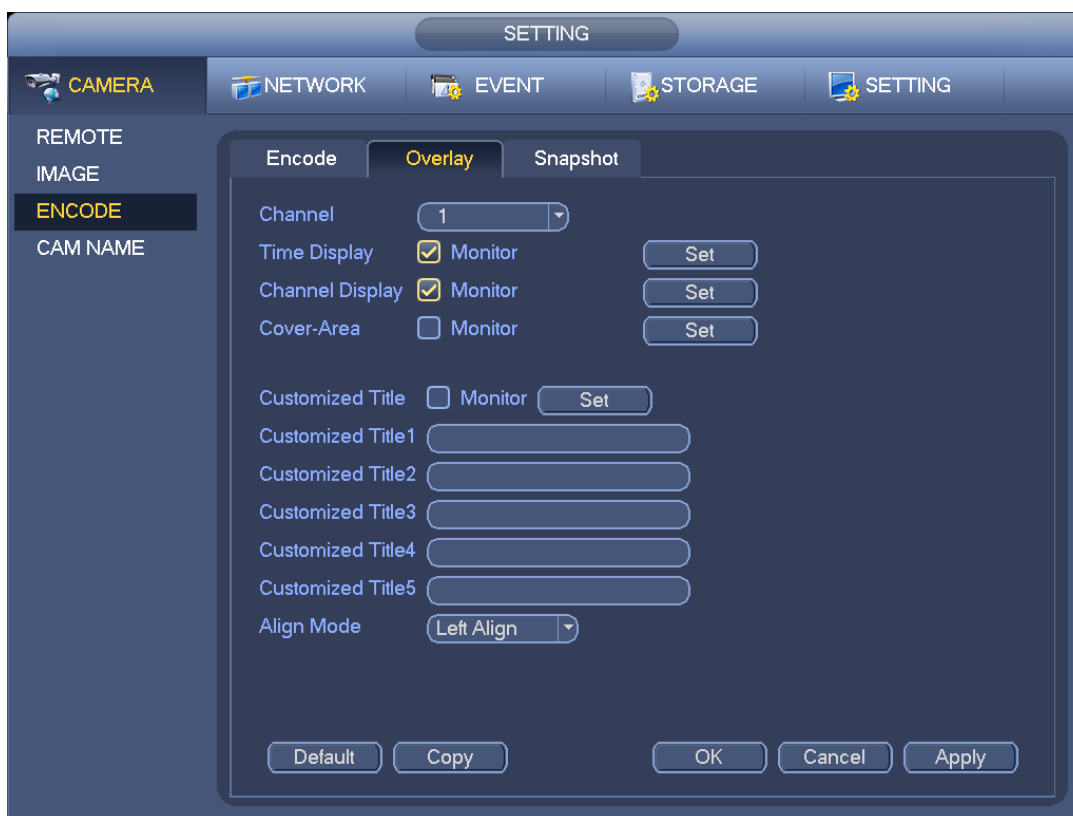 SETTING
CAMERA NETWORK EVENT STORAGE SETTING
REMOTE
IMAGE
ENCODE
CAM NAME
Encode Overlay Snapshot
Channel 1
Time Display Monitor Set
Channel Display Monitor Set
Cover-Area Monitor Set
Customized Title Monitor Set
Customized Title1
Customized Title2
Customized Title3
Customized Title4
Customized Title5
Align Mode Left Align
Default Copy OK Cancel Apply